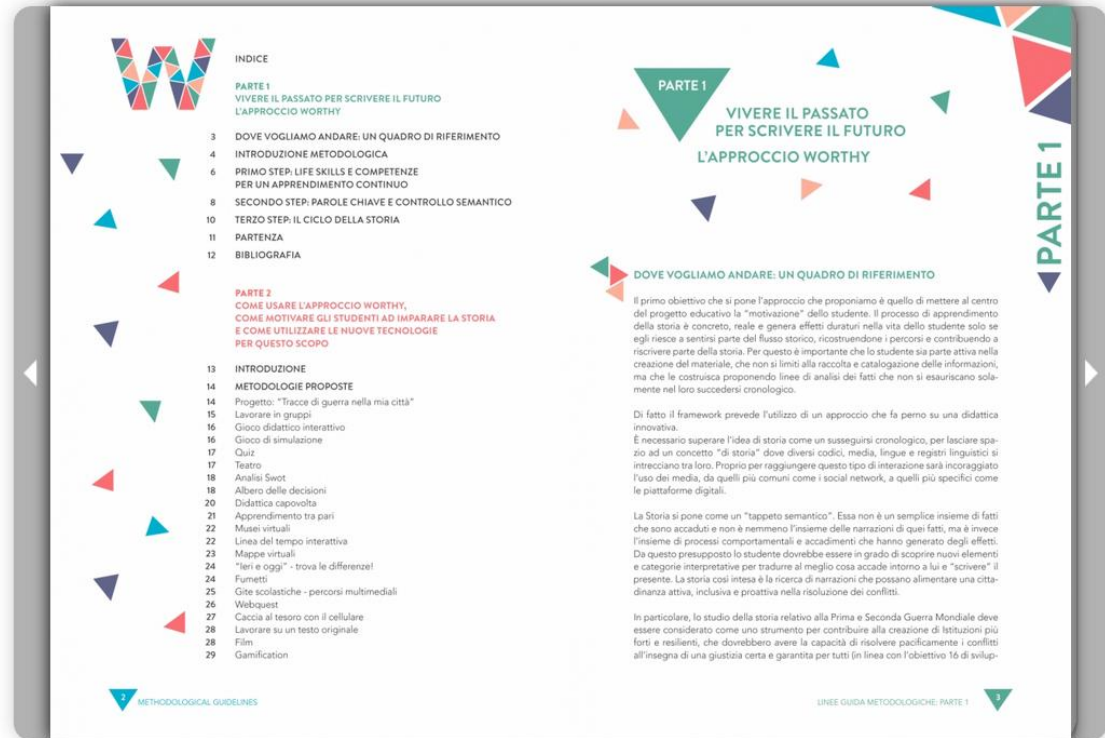 W
INDICE
PARTE 1
VIVERE IL PASSATO PER SCRIVERE IL FUTURO
L'APPROCCIO WORTHY
3 DOVE VOGLIAMO ANDARE: UN QUADRO DI RIFERIMENTO
4 INTRODUZIONE METODOLOGICA
6 PRIMO STEP: LIFE SKILLS E COMPETENZE
PER UN APPRENDIMENTO CONTINUO
8 SECONDO STEP: PAROLE CHIAVE E CONTROLLO SEMANTICO
10 TERZO STEP: IL CICLO DELLA STORIA
11 PARTENZA
12 BIBLIOGRAFIA
PARTE 2
COME USARE L'APPROCCIO WORTHY,
COME MOTIVARE GLI STUDENTI AD IMPARARE LA STORIA
E COME UTILIZZARE LE NUOVE TECNOLOGIE
PER QUESTO SCOPO
13 INTRODUZIONE
14 METODOLOGIE PROPOSTE
14 Progetto: "Tracce di guerra nella mia città"
15 Lavorare in gruppi
16 Gioco didattico interattivo
16 Gioco di simulazione
17 Quiz
17 Teatro
18 Analisi Swot
18 Albero delle decisioni
20 Didattica capovolta
21 Apprendimento tra pari
22 Musei virtuali
22 Linea del tempo interattiva
23 Mappe virtuali
24 "Ieri e oggi" - trova le differenze!
24 Fumetti
25 Gite scolastiche - percorsi multimediali
26 Webquest
27 Caccia al tesoro con il cellulare
28 Lavorare su un testo originale
28 Film
29 Gamification
2 METHODOLOGICAL GUIDELINES
PARTE 1
VIVERE IL PASSATO
PER SCRIVERE IL FUTURO
L'APPROCCIO WORTHY
PARTE 1
DOVE VOGLIAMO ANDARE: UN QUADRO DI RIFERIMENTO
Il primo obiettivo che si pone l'approccio che proponiamo è quello di mettere al centro
del progetto educativo la "motivazione" dello studente. Il processo di apprendimento
della storia è concreto, reale e genera effetti duraturi nella vita dello studente solo se
egli riesce a sentirsi parte del flusso storico, ricostruendone i percorsi e contribuendo a
riscrivere parte della storia. Per questo è importante che lo studente sia parte attiva nella
creazione del materiale, che non si limiti alla raccolta e catalogazione delle informazioni,
ma che le costruisca proponendo linee di analisi dei fatti che non si esauriscano sola-
mente nel loro succedersi cronologico.
Di fatto il framework prevede l'utilizzo di un approccio che fa perno su una didattica
innovativa.
È necessario superare l'idea di storia come un susseguirsi cronologico, per lasciare spa-
zio ad un concetto "di storia" dove diversi codici, media, lingue e registri linguistici si
intrecciano tra loro. Proprio per raggiungere questo tipo di interazione sarà incoraggiato
l'uso dei media, da quelli più comuni come i social network, a quelli più specifici come
le piattaforme digitali.
La Storia si pone come un "tappeto semantico". Essa non è un semplice insieme di fatti
che sono accaduti e non è nemmeno l'insieme delle narrazioni di quei fatti, ma è invece
l'insieme di processi comportamentali e accadimenti che hanno generato degli effetti.
Da questo presupposto lo studente dovrebbe essere in grado di scoprire nuovi elementi
e categorie interpretative per tradurre al meglio cosa accade intorno a lui e "scrivere" il
presente. La storia così intesa è la ricerca di narrazioni che possano alimentare una citta-
dinanza attiva, inclusiva e proattiva nella risoluzione dei conflitti.
In particolare, lo studio della storia relativo alla Prima e Seconda Guerra Mondiale deve
essere considerato come uno strumento per contribuire alla creazione di Istituzioni più
forti e resilienti, che dovrebbero avere la capacità di risolvere pacificamente i conflitti
all'insegna di una giustizia certa e garantita per tutti (in linea con l'obiettivo 16 di svilup-
LINEE GUIDA METODOLOGICHE: PARTE 1 3